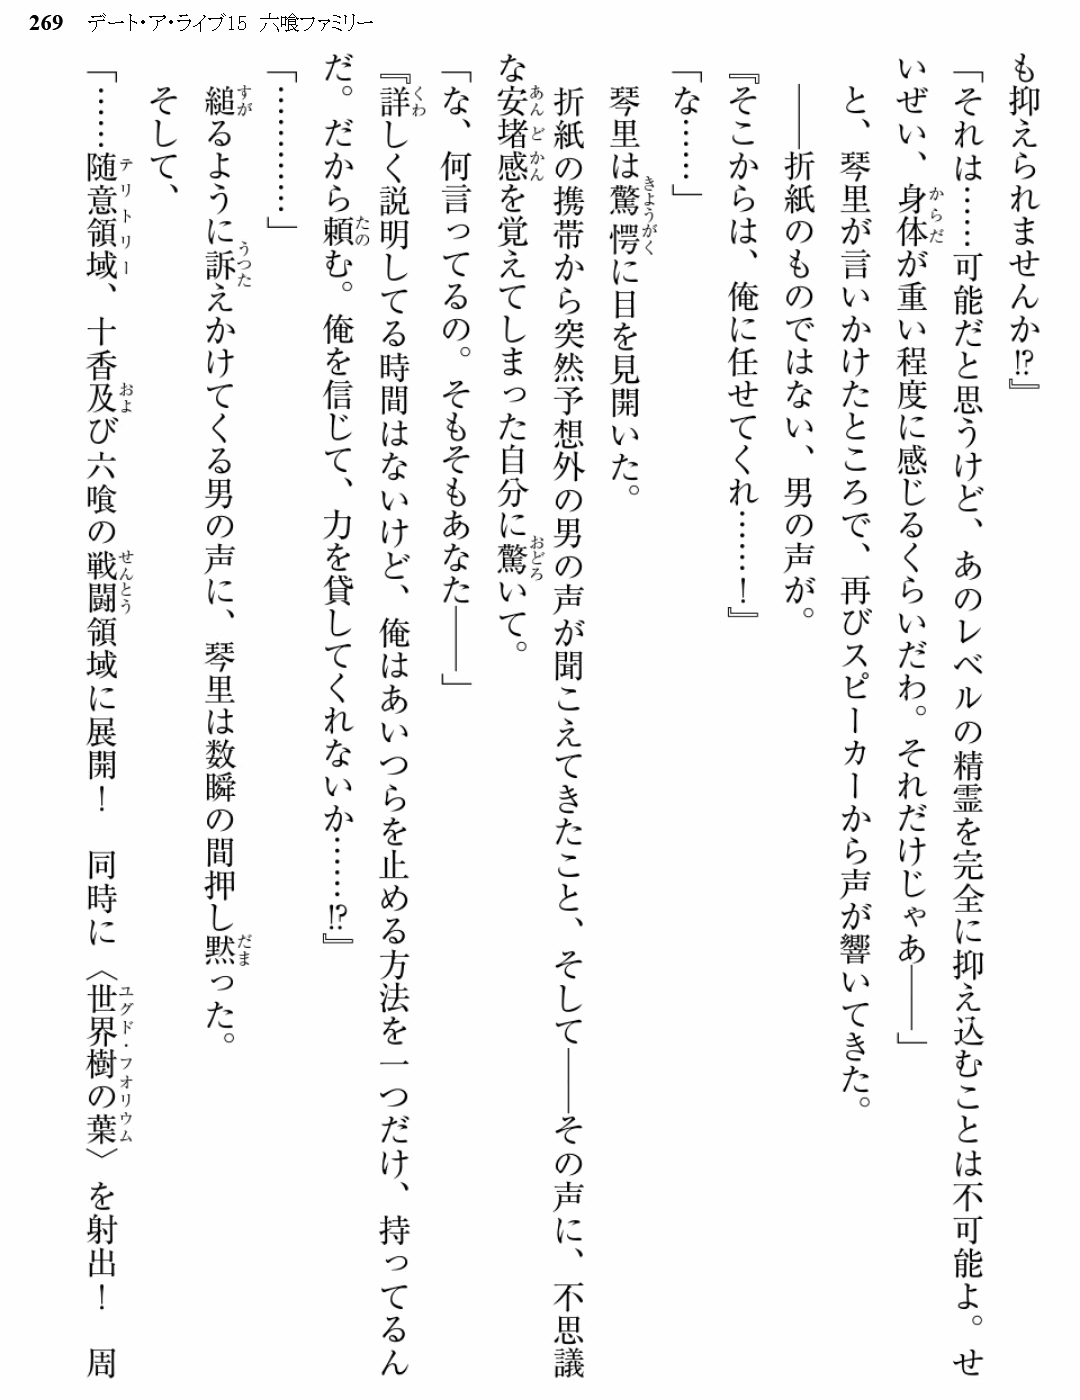 269 デート・ア・ライブ15 六喰ファミリー
も抑えられませんか!?』
「それは……可能だと思うけど、あのレベルの精霊を完全に抑え込むことは不可能よ。せ
いぜい、身体が重い程度に感じるくらいだわ。それだけじゃあ――」
と、琴里が言いかけたところで、再びスピーカーから声が響いてきた。
――折紙のものではない、男の声が。
『そこからは、俺に任せてくれ……！』
「な……」
琴里は驚愕に目を見開いた。
折紙の携帯から突然予想外の男の声が聞こえてきたこと、そして――その声に、不思議
な安堵感を覚えてしまった自分に驚いて。
「な、何言ってるの。そもそもあなた――」
『詳しく説明してる時間はないけど、俺はあいつらを止める方法を一つだけ、持ってるん
だ。だから頼む。俺を信じて、力を貸してくれないか……!?』
「…………」
縋るように訴えかけてくる男の声に、琴里は数瞬の間押し黙った。
そして、
「……随意領域、十香及び六喰の戦闘領域に展開！　同時に〈世界樹の葉〉を射出！　周